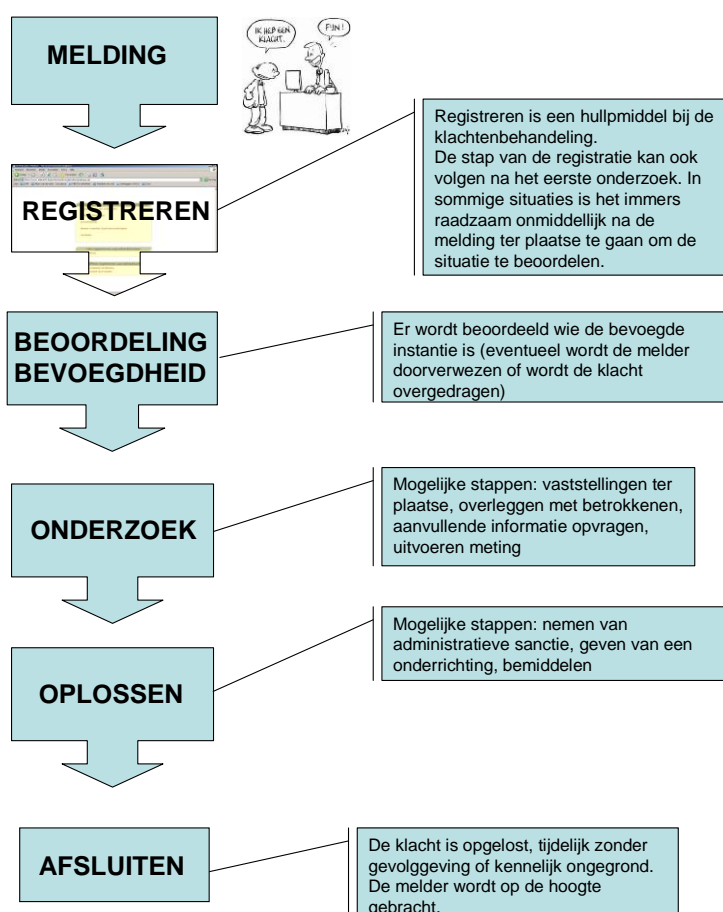 MELDING
IK HEB EEN
KLACHT.
FIJN!
Registreren is een hullpmiddel bij de
klachtenbehandeling.
De stap van de registratie kan ook
volgen na het eerste onderzoek. In
sommige situaties is het immers
raadzaam onmiddellijk na de
melding ter plaatse te gaan om de
situatie te beoordelen.
REGISTREREN
BEOORDELING
BEVOEGDHEID
Er wordt beoordeeld wie de bevoegde
instantie is (eventueel wordt de melder
doorverwezen of wordt de klacht
overgedragen)
ONDERZOEK
Mogelijke stappen: vaststellingen ter
plaatse, overleggen met betrokkenen,
aanvullende informatie opvragen,
uitvoeren meting
OPLOSSEN
Mogelijke stappen: nemen van
administratieve sanctie, geven van een
onderrichting, bemiddelen
AFSLUITEN
De klacht is opgelost, tijdelijk zonder
gevolggeving of kennelijk ongegrond.
De melder wordt op de hoogte
gebracht.